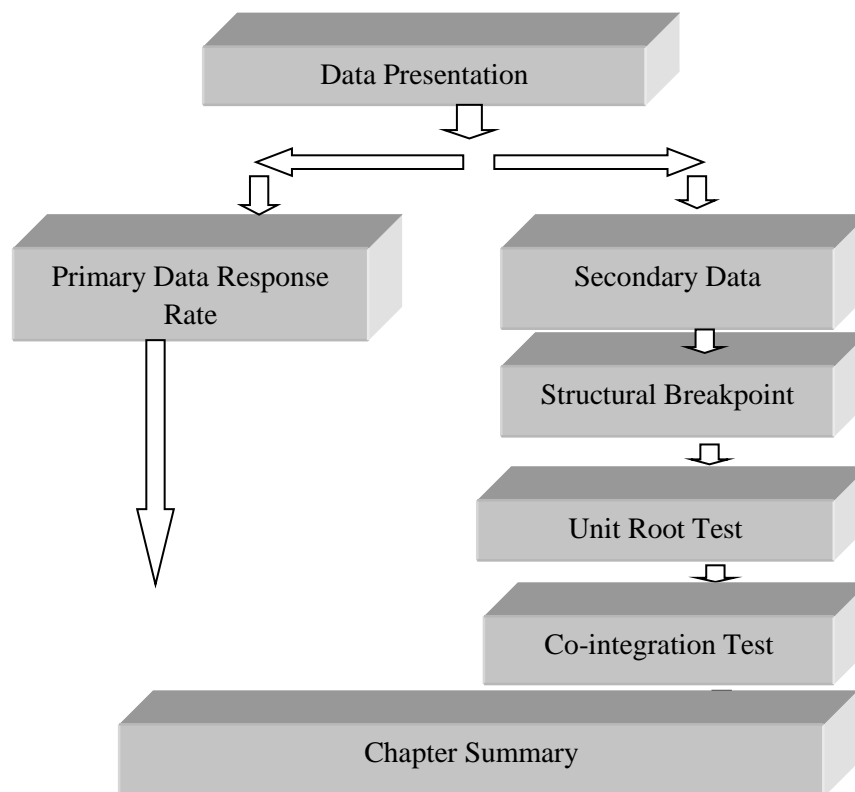 Data Presentation
Primary Data Response
Rate
Secondary Data
Structural Breakpoint
Unit Root Test
Co-integration Test
Chapter Summary